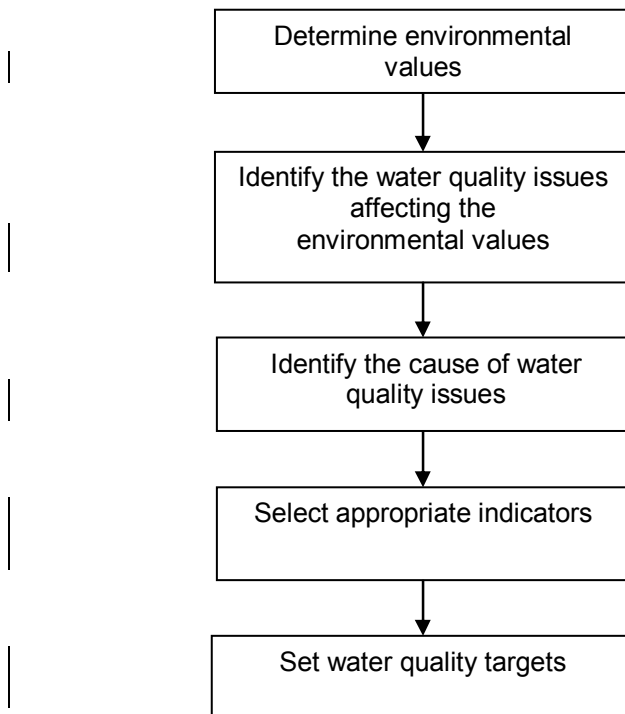 Determine environmental
values
Identify the water quality issues
affecting the
environmental values
Identify the cause of water
quality issues
Select appropriate indicators
Set water quality targets